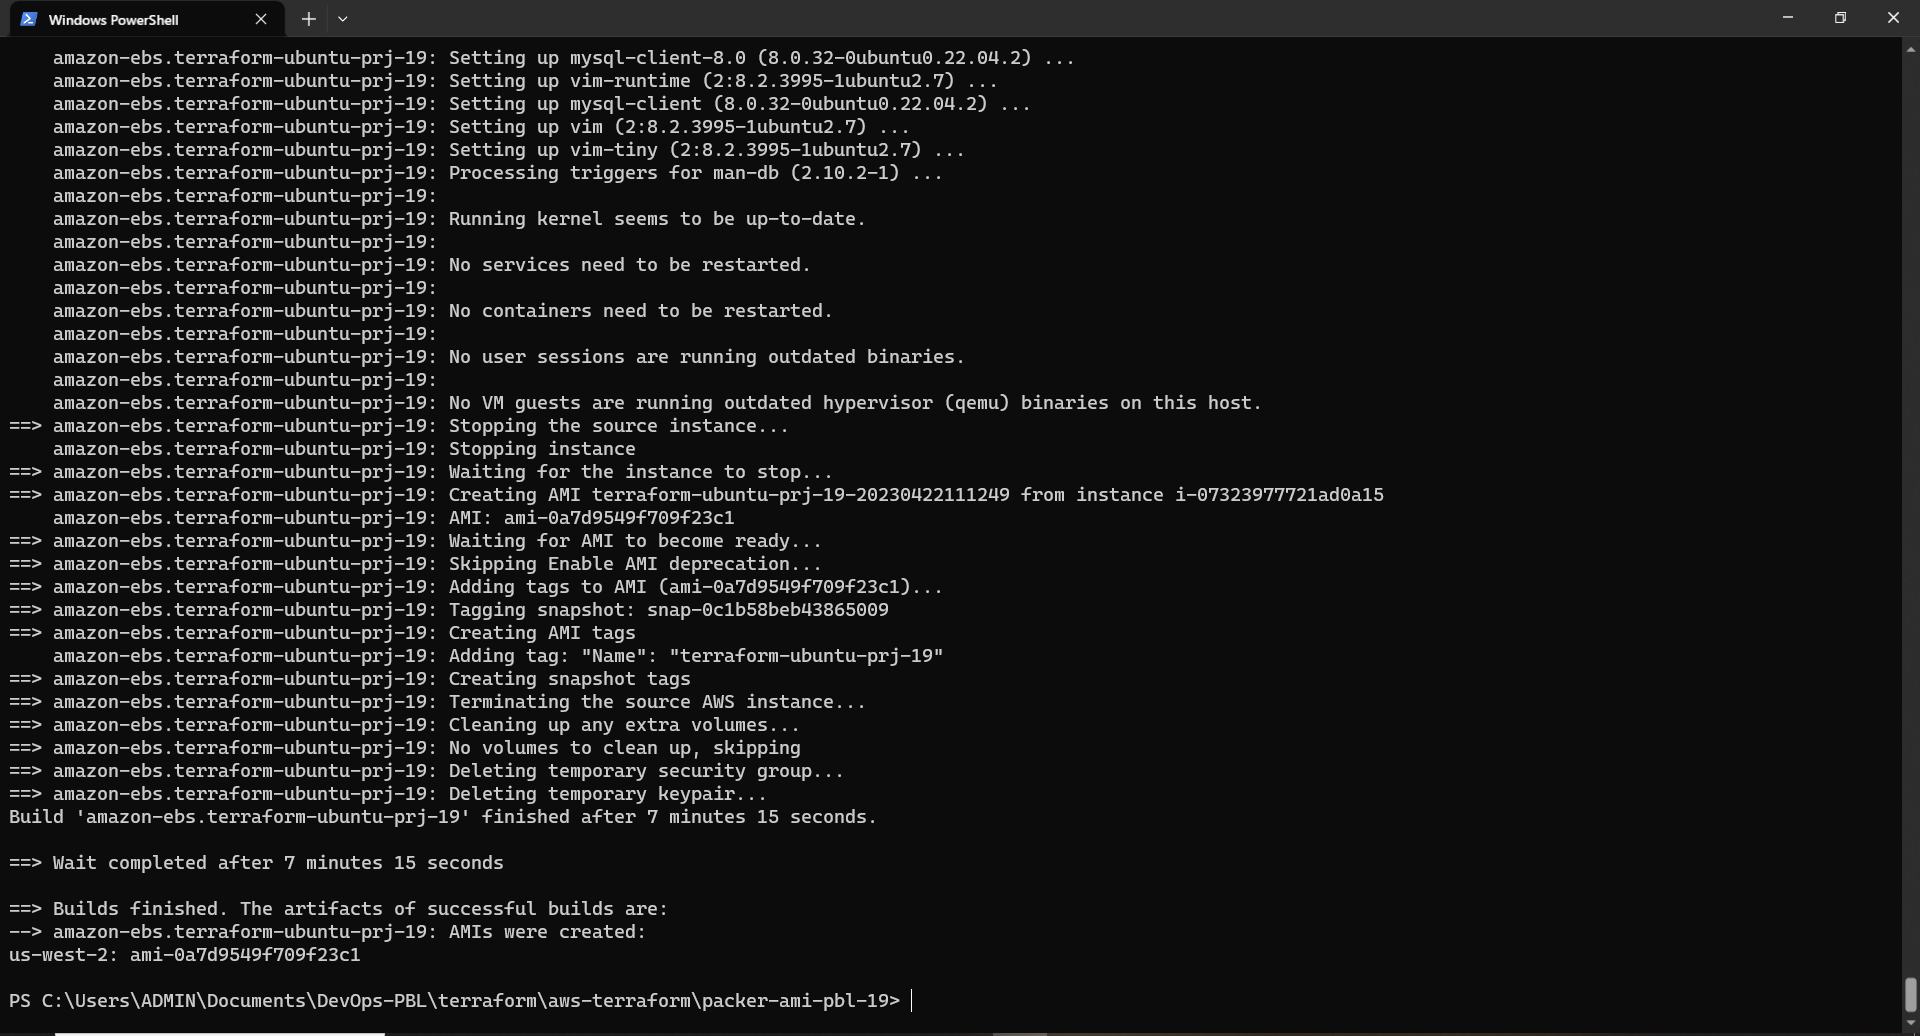 Windows PowerShell
    amazon-ebs.terraform-ubuntu-prj-19: Setting up mysql-client-8.0 (8.0.32-0ubuntu0.22.04.2) ...
    amazon-ebs.terraform-ubuntu-prj-19: Setting up vim-runtime (2:8.2.3995-1ubuntu2.7) ...
    amazon-ebs.terraform-ubuntu-prj-19: Setting up mysql-client (8.0.32-0ubuntu0.22.04.2) ...
    amazon-ebs.terraform-ubuntu-prj-19: Setting up vim (2:8.2.3995-1ubuntu2.7) ...
    amazon-ebs.terraform-ubuntu-prj-19: Setting up vim-tiny (2:8.2.3995-1ubuntu2.7) ...
    amazon-ebs.terraform-ubuntu-prj-19: Processing triggers for man-db (2.10.2-1) ...
    amazon-ebs.terraform-ubuntu-prj-19:
    amazon-ebs.terraform-ubuntu-prj-19: Running kernel seems to be up-to-date.
    amazon-ebs.terraform-ubuntu-prj-19:
    amazon-ebs.terraform-ubuntu-prj-19: No services need to be restarted.
    amazon-ebs.terraform-ubuntu-prj-19:
    amazon-ebs.terraform-ubuntu-prj-19: No containers need to be restarted.
    amazon-ebs.terraform-ubuntu-prj-19:
    amazon-ebs.terraform-ubuntu-prj-19: No user sessions are running outdated binaries.
    amazon-ebs.terraform-ubuntu-prj-19:
    amazon-ebs.terraform-ubuntu-prj-19: No VM guests are running outdated hypervisor (qemu) binaries on this host.
==> amazon-ebs.terraform-ubuntu-prj-19: Stopping the source instance...
    amazon-ebs.terraform-ubuntu-prj-19: Stopping instance
==> amazon-ebs.terraform-ubuntu-prj-19: Waiting for the instance to stop...
==> amazon-ebs.terraform-ubuntu-prj-19: Creating AMI terraform-ubuntu-prj-19-20230422111249 from instance i-07323977721ad0a15
    amazon-ebs.terraform-ubuntu-prj-19: AMI: ami-0a7d9549f709f23c1
==> amazon-ebs.terraform-ubuntu-prj-19: Waiting for AMI to become ready...
==> amazon-ebs.terraform-ubuntu-prj-19: Skipping Enable AMI deprecation...
==> amazon-ebs.terraform-ubuntu-prj-19: Adding tags to AMI (ami-0a7d9549f709f23c1)...
==> amazon-ebs.terraform-ubuntu-prj-19: Tagging snapshot: snap-0c1b58beb43865009
==> amazon-ebs.terraform-ubuntu-prj-19: Creating AMI tags
    amazon-ebs.terraform-ubuntu-prj-19: Adding tag: "Name": "terraform-ubuntu-prj-19"
==> amazon-ebs.terraform-ubuntu-prj-19: Creating snapshot tags
==> amazon-ebs.terraform-ubuntu-prj-19: Terminating the source AWS instance...
==> amazon-ebs.terraform-ubuntu-prj-19: Cleaning up any extra volumes...
==> amazon-ebs.terraform-ubuntu-prj-19: No volumes to clean up, skipping
==> amazon-ebs.terraform-ubuntu-prj-19: Deleting temporary security group...
==> amazon-ebs.terraform-ubuntu-prj-19: Deleting temporary keypair...
Build 'amazon-ebs.terraform-ubuntu-prj-19' finished after 7 minutes 15 seconds.

==> Wait completed after 7 minutes 15 seconds

==> Builds finished. The artifacts of successful builds are:
--> amazon-ebs.terraform-ubuntu-prj-19: AMIs were created:
us-west-2: ami-0a7d9549f709f23c1

PS C:\Users\ADMIN\Documents\DevOps-PBL\terraform\aws-terraform\packer-ami-pbl-19>